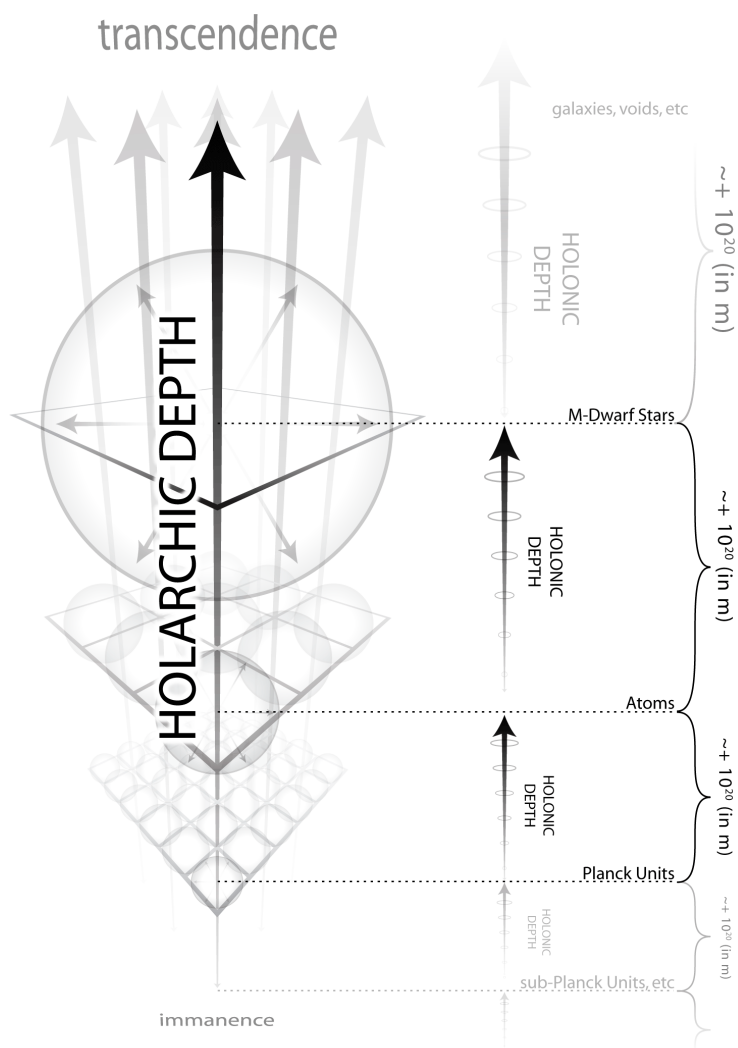 transcendence
galaxies, voids, etc
~+ 10²⁰ (in m)
HOLONIC
DEPTH
HOLARCHIC DEPTH
M-Dwarf Stars
~+ 10²⁰ (in m)
HOLONIC
DEPTH
Atoms
~+ 10²⁰ (in m)
HOLONIC
DEPTH
Planck Units
~+ 10²⁰ (in m)
HOLONIC
DEPTH
sub-Planck Units, etc
immanence